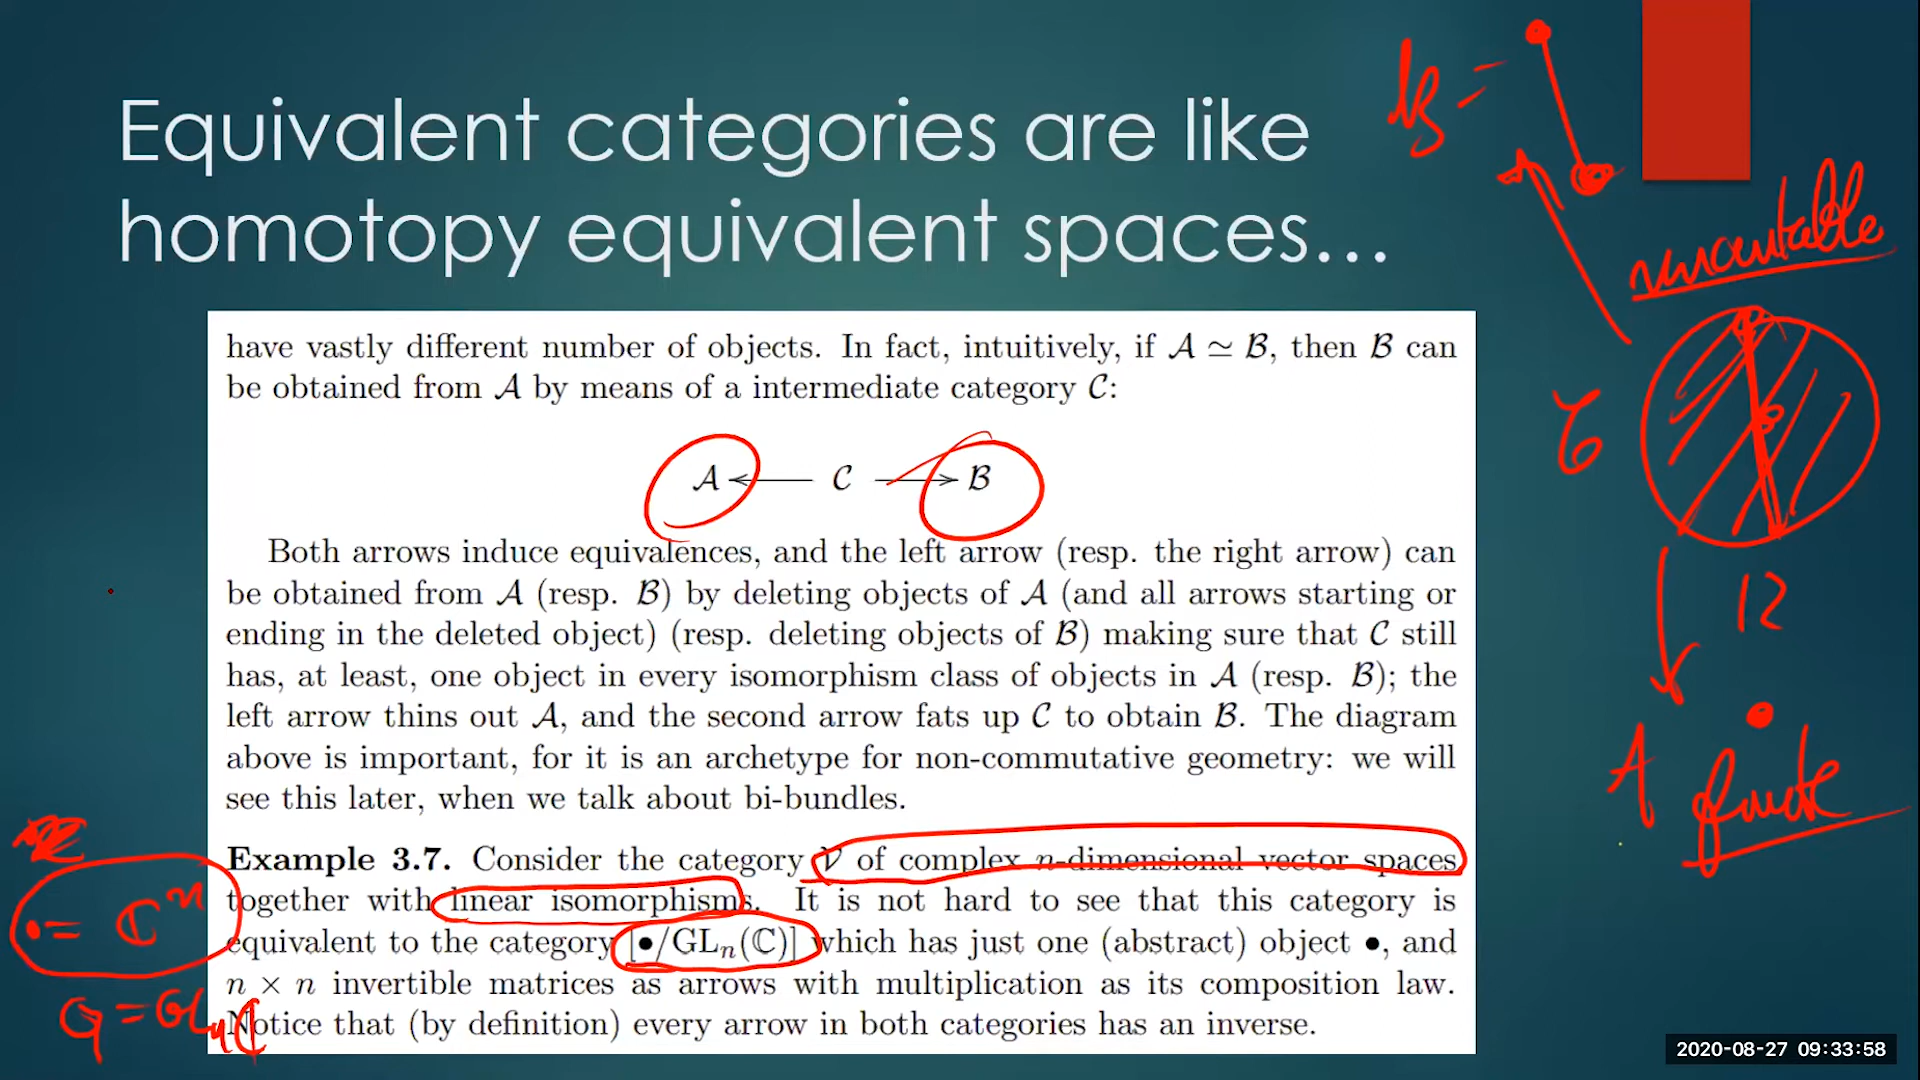 Equivalent categories are like
homotopy equivalent spaces...
uncountable
have vastly different number of objects. In fact, intuitively, if 𝒜 ≃ ℬ, then ℬ can
be obtained from 𝒜 by means of a intermediate category 𝒞:
𝒜 ← 𝒞 → ℬ
Both arrows induce equivalences, and the left arrow (resp. the right arrow) can
be obtained from 𝒜 (resp. ℬ) by deleting objects of 𝒜 (and all arrows starting or
ending in the deleted object) (resp. deleting objects of ℬ) making sure that 𝒞 still
has, at least, one object in every isomorphism class of objects in 𝒜 (resp. ℬ); the
left arrow thins out 𝒜, and the second arrow fats up 𝒞 to obtain ℬ. The diagram
above is important, for it is an archetype for non-commutative geometry: we will
see this later, when we talk about bi-bundles.
A
finite
Example 3.7. Consider the category 𝒱 of complex n-dimensional vector spaces
together with linear isomorphisms. It is not hard to see that this category is
equivalent to the category [•/GLₙ(ℂ)] which has just one (abstract) object •, and
n × n invertible matrices as arrows with multiplication as its composition law.
Notice that (by definition) every arrow in both categories has an inverse.
• = ℂⁿ
G = GLₙℂ
2020-08-27 09:33:58